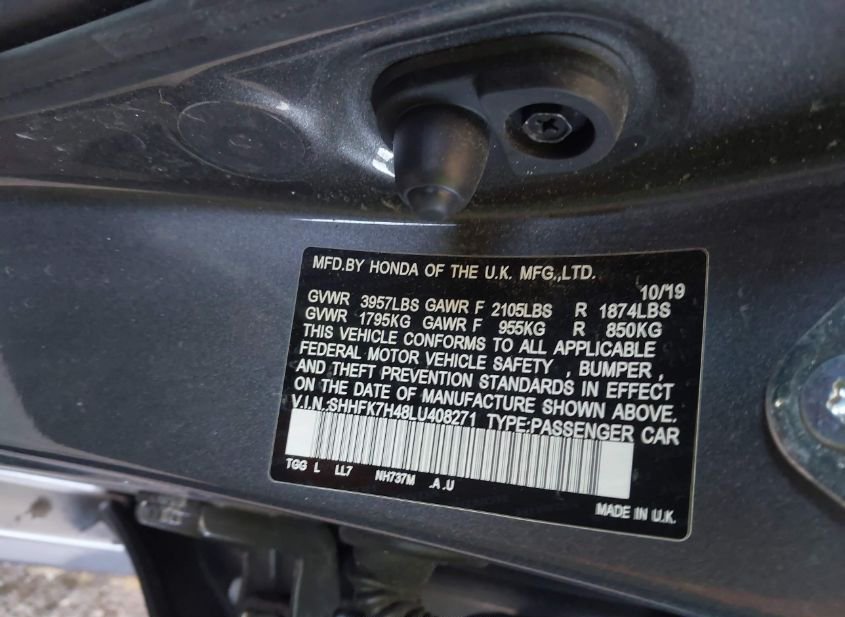 MFD.BY HONDA OF THE U.K. MFG.,LTD.
10/19
GVWR 3957LBS GAWR F 2105LBS R 1874LBS
GVWR 1795KG GAWR F 955KG R 850KG
THIS VEHICLE CONFORMS TO ALL APPLICABLE
FEDERAL MOTOR VEHICLE SAFETY , BUMPER ,
AND THEFT PREVENTION STANDARDS IN EFFECT
ON THE DATE OF MANUFACTURE SHOWN ABOVE.
V.I.N.:SHHFK7H48LU408271 TYPE:PASSENGER CAR
TGG L LL7 NH737M .A .U
MADE IN U.K.